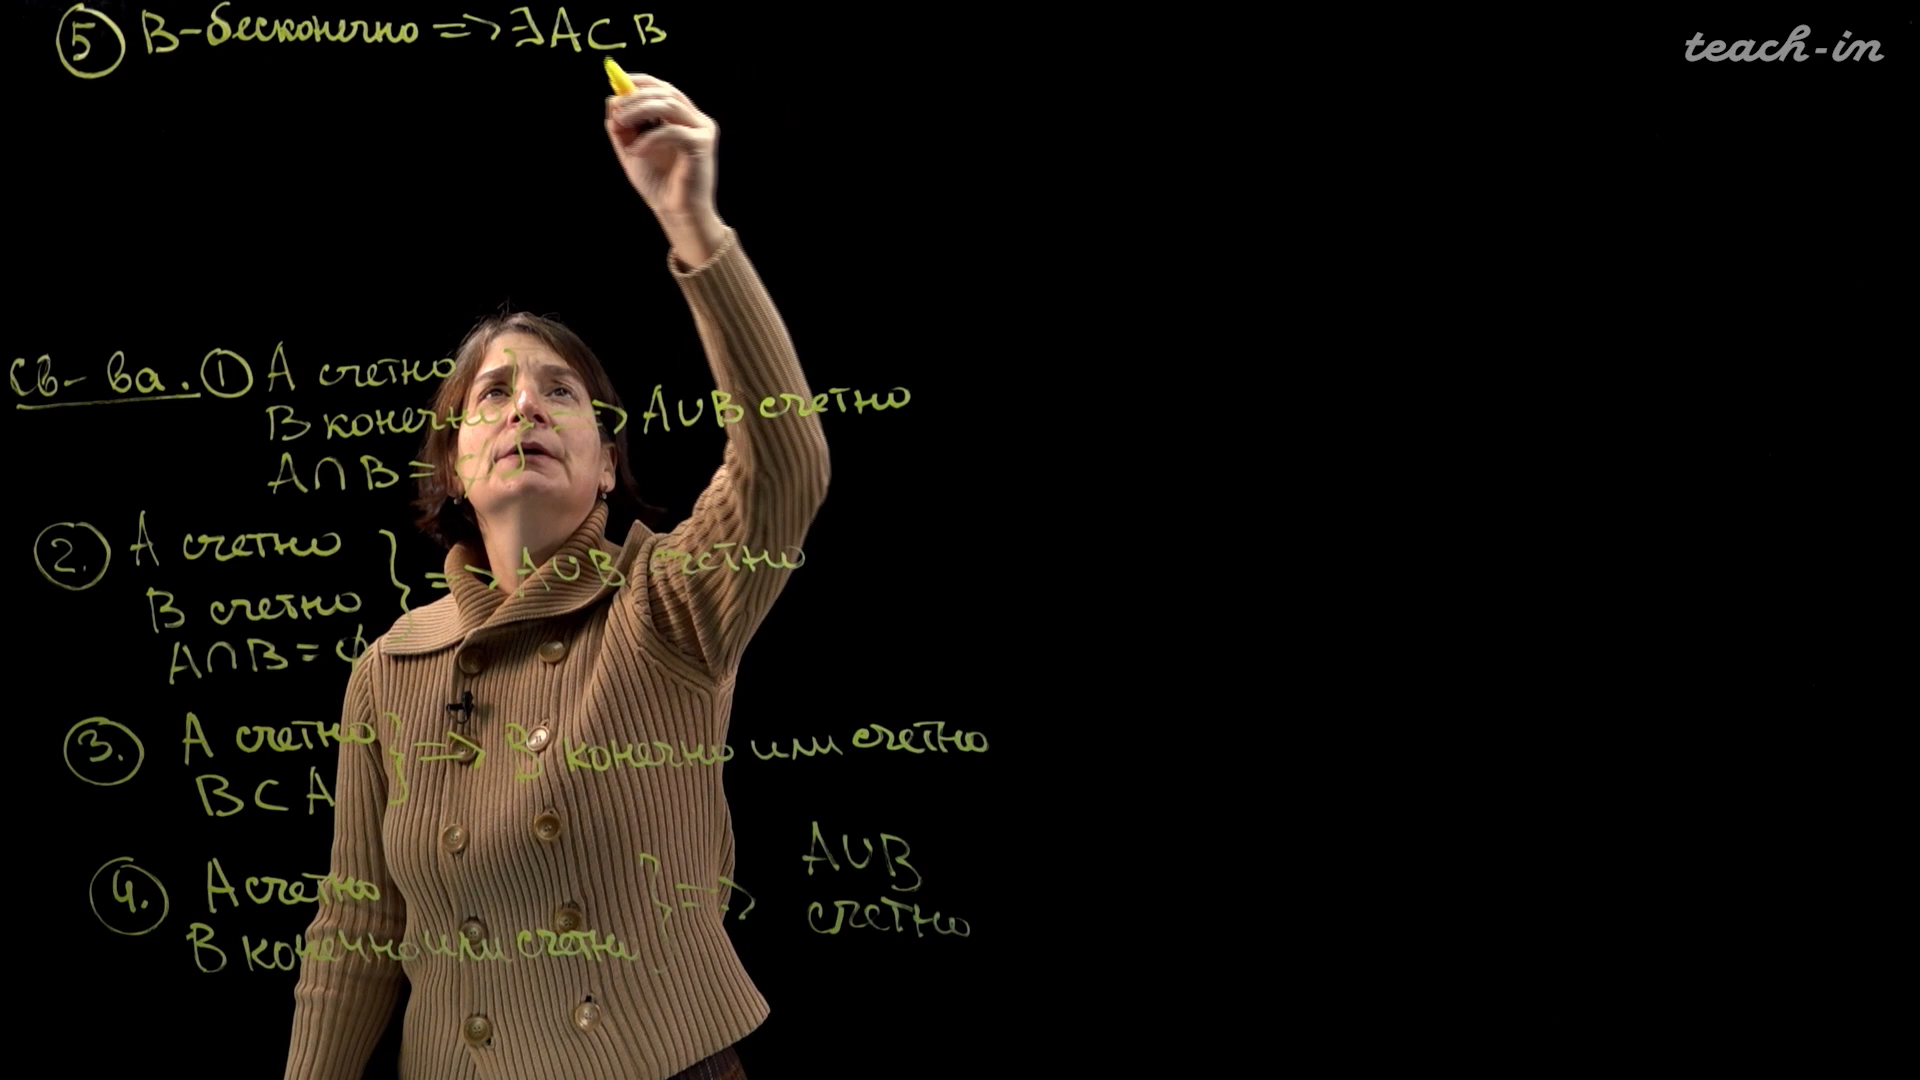 ⑤ В-бесконечно => ∃ A ⊂ B
teach-in
Св-ва. ① А счетно
В конечно } => A∪B счетно
A∩B = ∅
2. А счетно
В счетно } => A∪B счетно
A∩B = ∅
3. А счетно
B ⊂ A } => В конечно или счетно
4. А счетно
В конечно или счетн } => A∪B
счетно